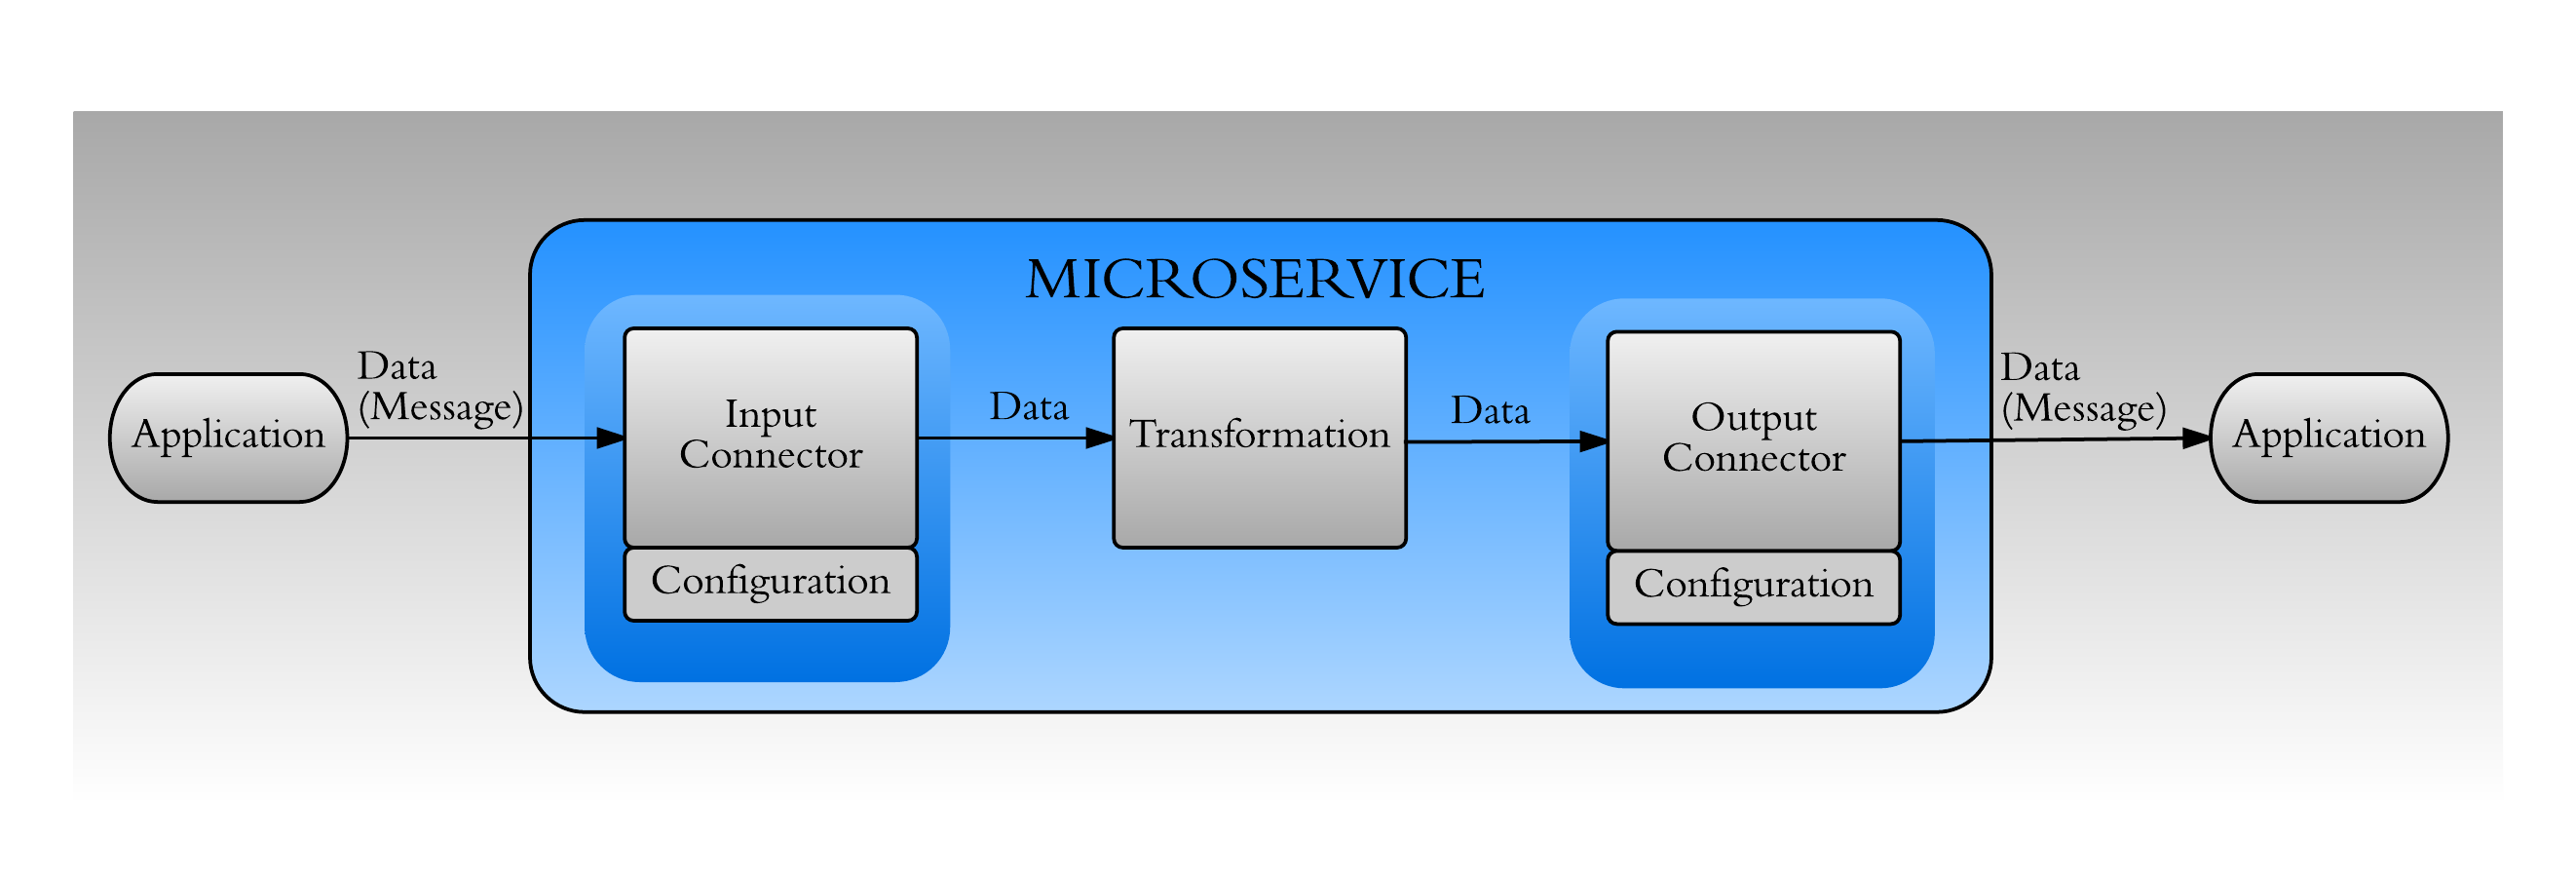 MICROSERVICE
Application
Data
(Message)
Input
Connector
Configuration
Data
Transformation
Data
Output
Connector
Configuration
Data
(Message)
Application